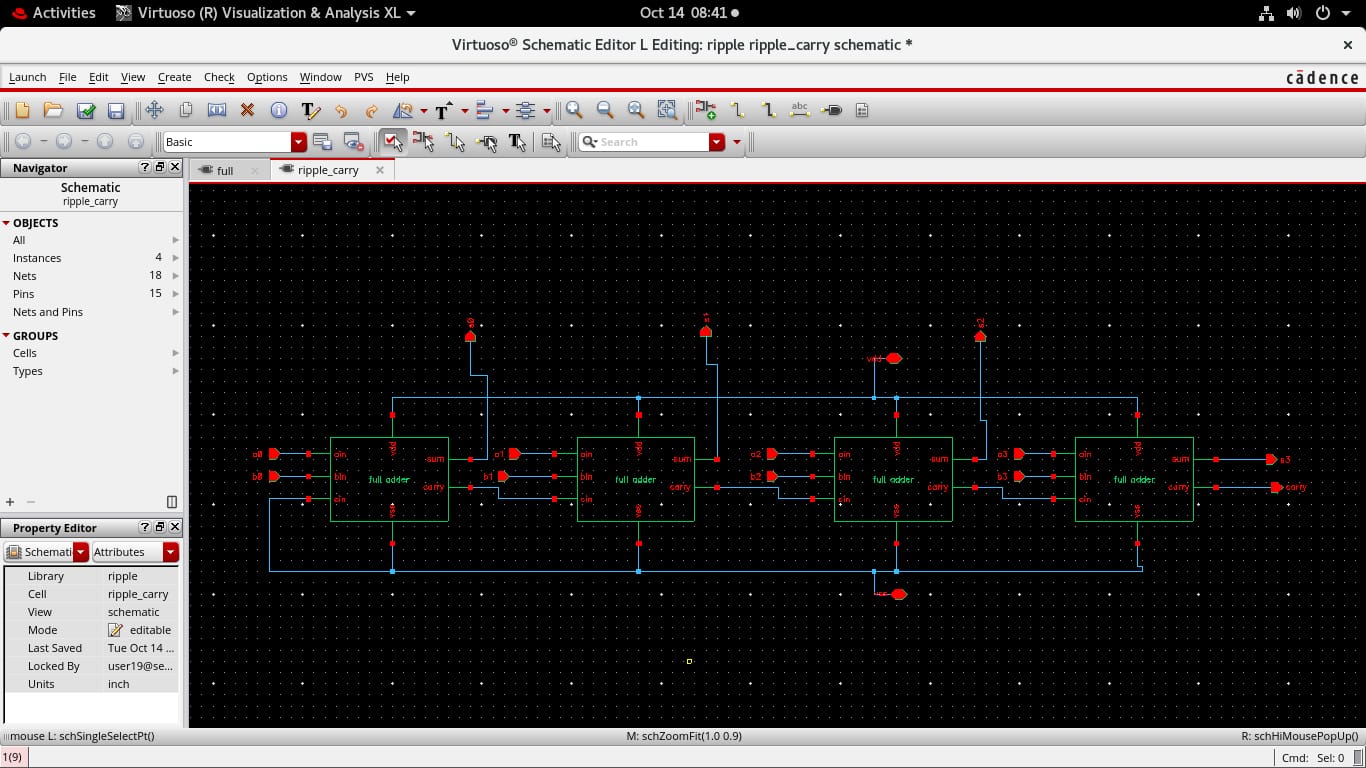 Activities Virtuoso (R) Visualization & Analysis XL Oct 14 08:41
Virtuoso® Schematic Editor L Editing: ripple ripple_carry schematic *
Launch File Edit View Create Check Options Window PVS Help cādence
abc
Basic Search
Navigator ? full ripple_carry
Schematic
ripple_carry
OBJECTS
All
Instances 4
Nets 18
Pins 15
Nets and Pins
GROUPS
Cells
Types
s0 s1 s2
vdd
vdd vdd vdd vdd
a0 ain sum a1 ain sum a2 ain sum a3 ain sum s3
b0 bin full adder b1 bin full adder b2 bin full adder b3 bin full adder
cin carry cin carry cin carry cin carry carry
vss vss vss vss
vss
Property Editor ?
Schemati Attributes
Library ripple
Cell ripple_carry
View schematic
Mode editable
Last Saved Tue Oct 14 ...
Locked By user19@se...
Units inch
mouse L: schSingleSelectPt() M: schZoomFit(1.0 0.9) R: schHiMousePopUp()
1(9) Cmd: Sel: 0